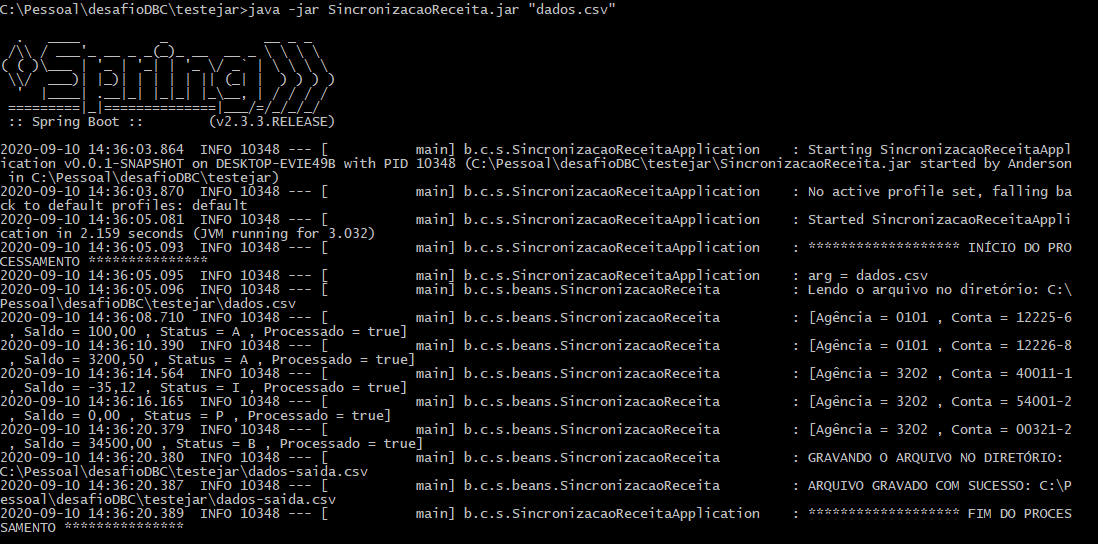 C:\Pessoal\desafioDBC\testejar>java -jar SincronizacaoReceita.jar "dados.csv"
  .   ____          _            __ _ _
 /\\ / ___'_ __ _ _(_)_ __  __ _ \ \ \ \
( ( )\___ | '_ | '_| | '_ \/ _` | \ \ \ \
 \\/  ___)| |_)| | | | | || (_| |  ) ) ) )
  '  |____| .__|_| |_|_| |_\__, | / / / /
 =========|_|==============|___/=/_/_/_/
 :: Spring Boot ::        (v2.3.3.RELEASE)
2020-09-10 14:36:03.864  INFO 10348 --- [           main] b.c.s.SincronizacaoReceitaApplication    : Starting SincronizacaoReceitaAppl
ication v0.0.1-SNAPSHOT on DESKTOP-EVIE49B with PID 10348 (C:\Pessoal\desafioDBC\testejar\SincronizacaoReceita.jar started by Anderson
 in C:\Pessoal\desafioDBC\testejar)
2020-09-10 14:36:03.870  INFO 10348 --- [           main] b.c.s.SincronizacaoReceitaApplication    : No active profile set, falling ba
ck to default profiles: default
2020-09-10 14:36:05.081  INFO 10348 --- [           main] b.c.s.SincronizacaoReceitaApplication    : Started SincronizacaoReceitaAppli
cation in 2.159 seconds (JVM running for 3.032)
2020-09-10 14:36:05.093  INFO 10348 --- [           main] b.c.s.SincronizacaoReceitaApplication    : ******************* INÍCIO DO PRO
CESSAMENTO ***************
2020-09-10 14:36:05.095  INFO 10348 --- [           main] b.c.s.SincronizacaoReceitaApplication    : arg = dados.csv
2020-09-10 14:36:05.096  INFO 10348 --- [           main] b.c.s.beans.SincronizacaoReceita         : Lendo o arquivo no diretório: C:\
Pessoal\desafioDBC\testejar\dados.csv
2020-09-10 14:36:08.710  INFO 10348 --- [           main] b.c.s.beans.SincronizacaoReceita         : [Agência = 0101 , Conta = 12225-6
 , Saldo = 100,00 , Status = A , Processado = true]
2020-09-10 14:36:10.390  INFO 10348 --- [           main] b.c.s.beans.SincronizacaoReceita         : [Agência = 0101 , Conta = 12226-8
 , Saldo = 3200,50 , Status = A , Processado = true]
2020-09-10 14:36:14.564  INFO 10348 --- [           main] b.c.s.beans.SincronizacaoReceita         : [Agência = 3202 , Conta = 40011-1
 , Saldo = -35,12 , Status = I , Processado = true]
2020-09-10 14:36:16.165  INFO 10348 --- [           main] b.c.s.beans.SincronizacaoReceita         : [Agência = 3202 , Conta = 54001-2
 , Saldo = 0,00 , Status = P , Processado = true]
2020-09-10 14:36:20.379  INFO 10348 --- [           main] b.c.s.beans.SincronizacaoReceita         : [Agência = 3202 , Conta = 00321-2
 , Saldo = 34500,00 , Status = B , Processado = true]
2020-09-10 14:36:20.380  INFO 10348 --- [           main] b.c.s.beans.SincronizacaoReceita         : GRAVANDO O ARQUIVO NO DIRETÓRIO:
C:\Pessoal\desafioDBC\testejar\dados-saida.csv
2020-09-10 14:36:20.387  INFO 10348 --- [           main] b.c.s.beans.SincronizacaoReceita         : ARQUIVO GRAVADO COM SUCESSO: C:\P
essoal\desafioDBC\testejar\dados-saida.csv
2020-09-10 14:36:20.389  INFO 10348 --- [           main] b.c.s.SincronizacaoReceitaApplication    : ******************* FIM DO PROCES
SAMENTO ***************